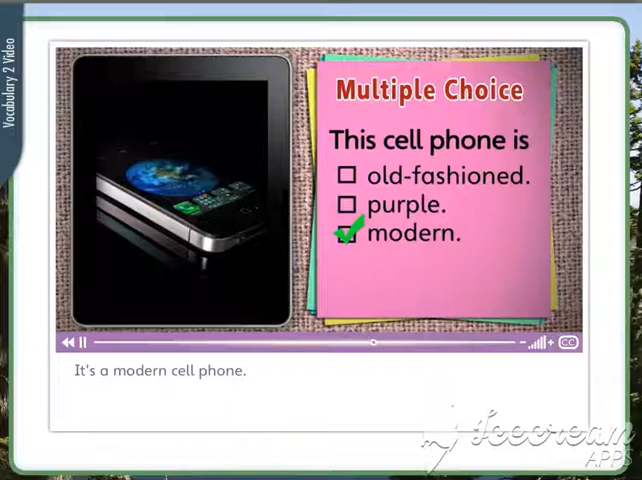 Vocabulary 2 Video
Multiple Choice
This cell phone is
old-fashioned.
purple.
modern.
CC
It's a modern cell phone.
Icecream
APPS